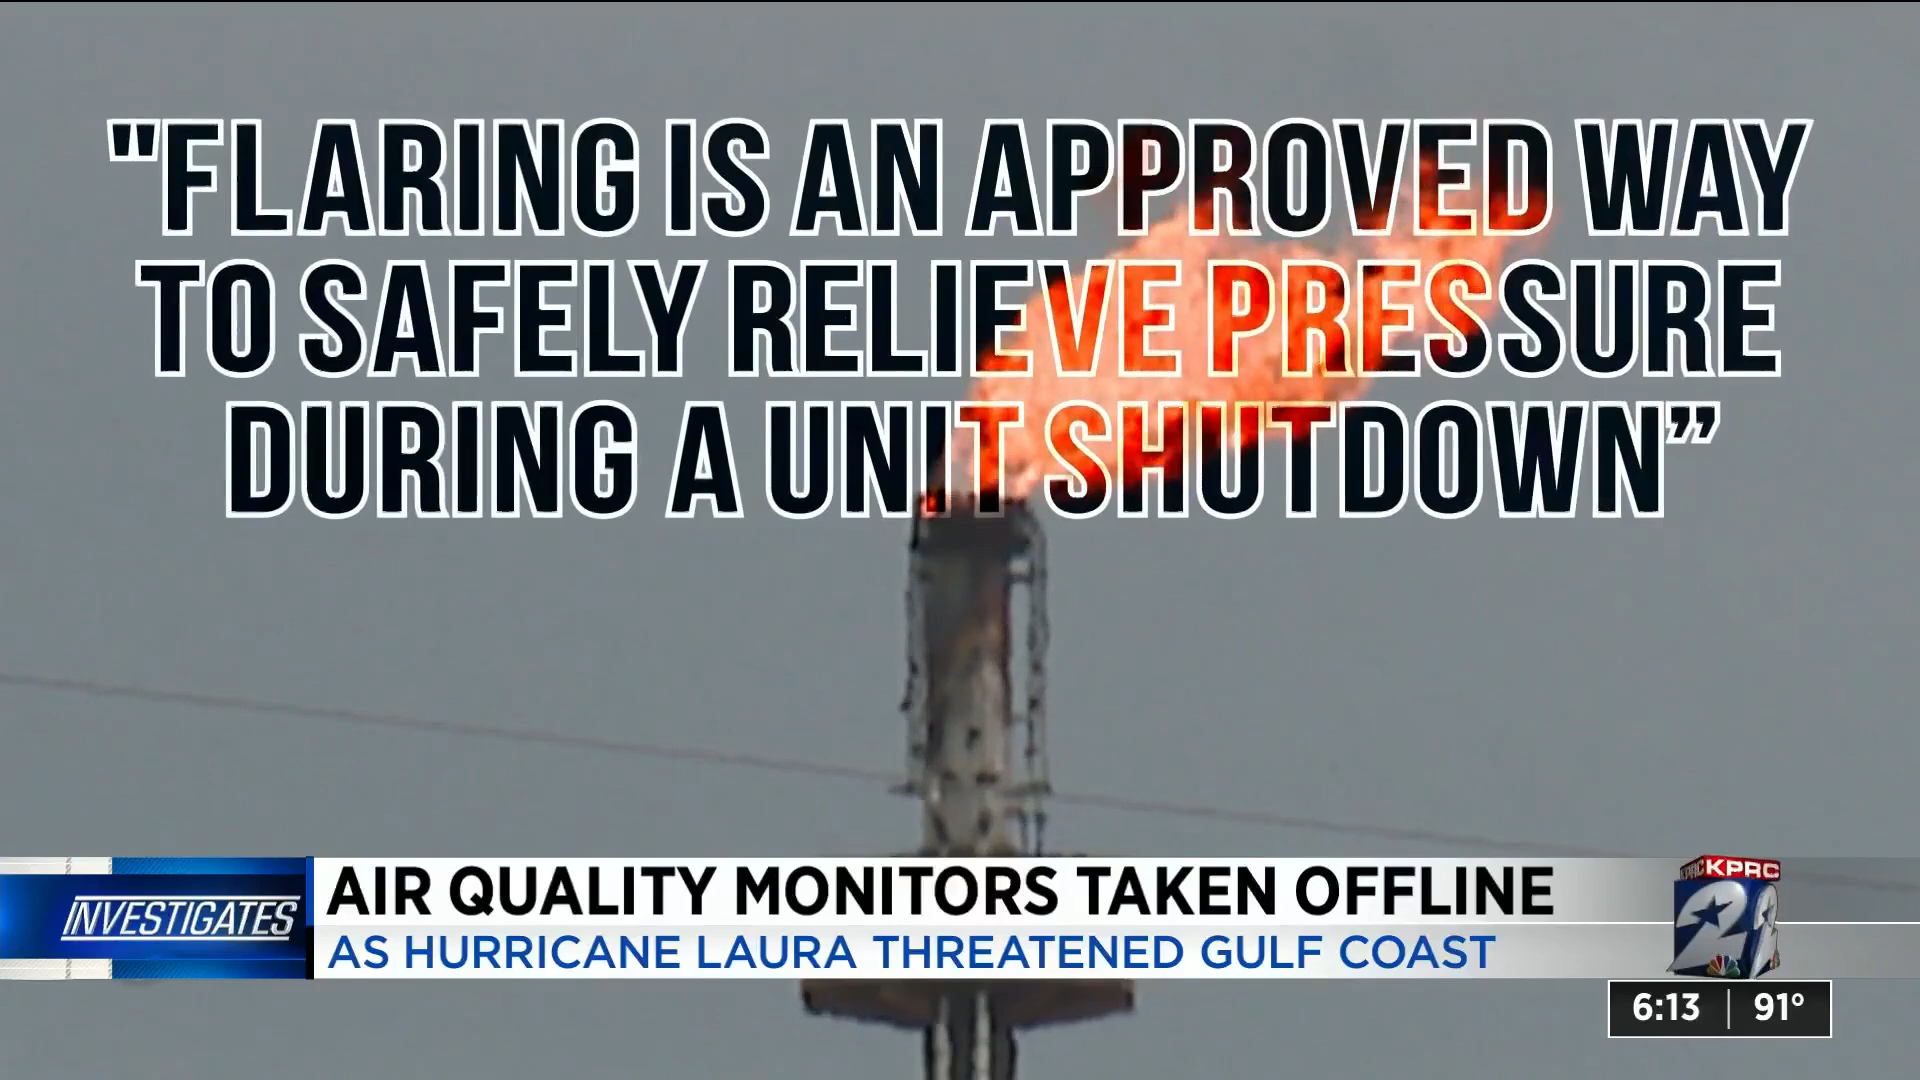 "FLARING IS AN APPROVED WAY
TO SAFELY RELIEVE PRESSURE
DURING A UNIT SHUTDOWN”
INVESTIGATES
AIR QUALITY MONITORS TAKEN OFFLINE
AS HURRICANE LAURA THREATENED GULF COAST
KPRC
2
6:13 | 91°